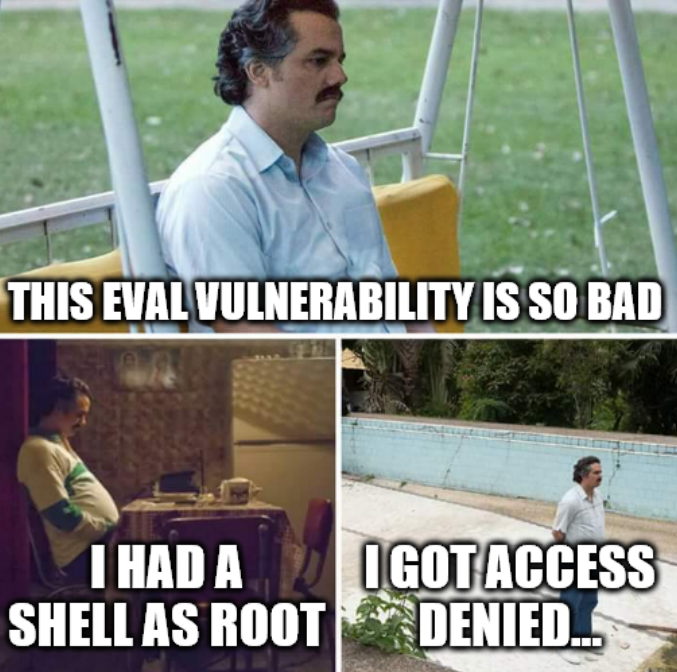 THIS EVAL VULNERABILITY IS SO BAD
I HAD A
SHELL AS ROOT
I GOT ACCESS
DENIED...